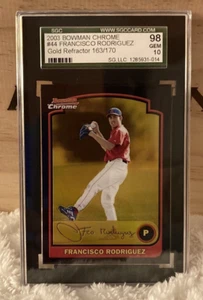 SGC
WWW.SGCCARD.COM
2003 BOWMAN CHROME
98
#44 FRANCISCO RODRIGUEZ
GEM
Gold Refractor 163/170
10
Bowman
Chrome
P
FRANCISCO RODRIGUEZ